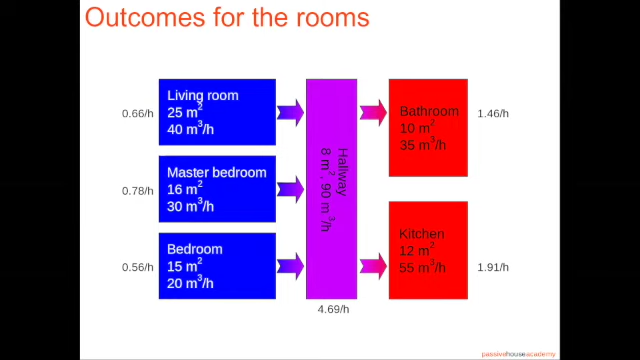 Outcomes for the rooms
0.66/h
Living room
25 m²
40 m³/h
0.78/h
Master bedroom
16 m²
30 m³/h
0.56/h
Bedroom
15 m²
20 m³/h
Hallway
8 m², 90 m³/h
4.69/h
Bathroom
10 m²
35 m³/h
1.46/h
Kitchen
12 m²
55 m³/h
1.91/h
passivehouseacademy